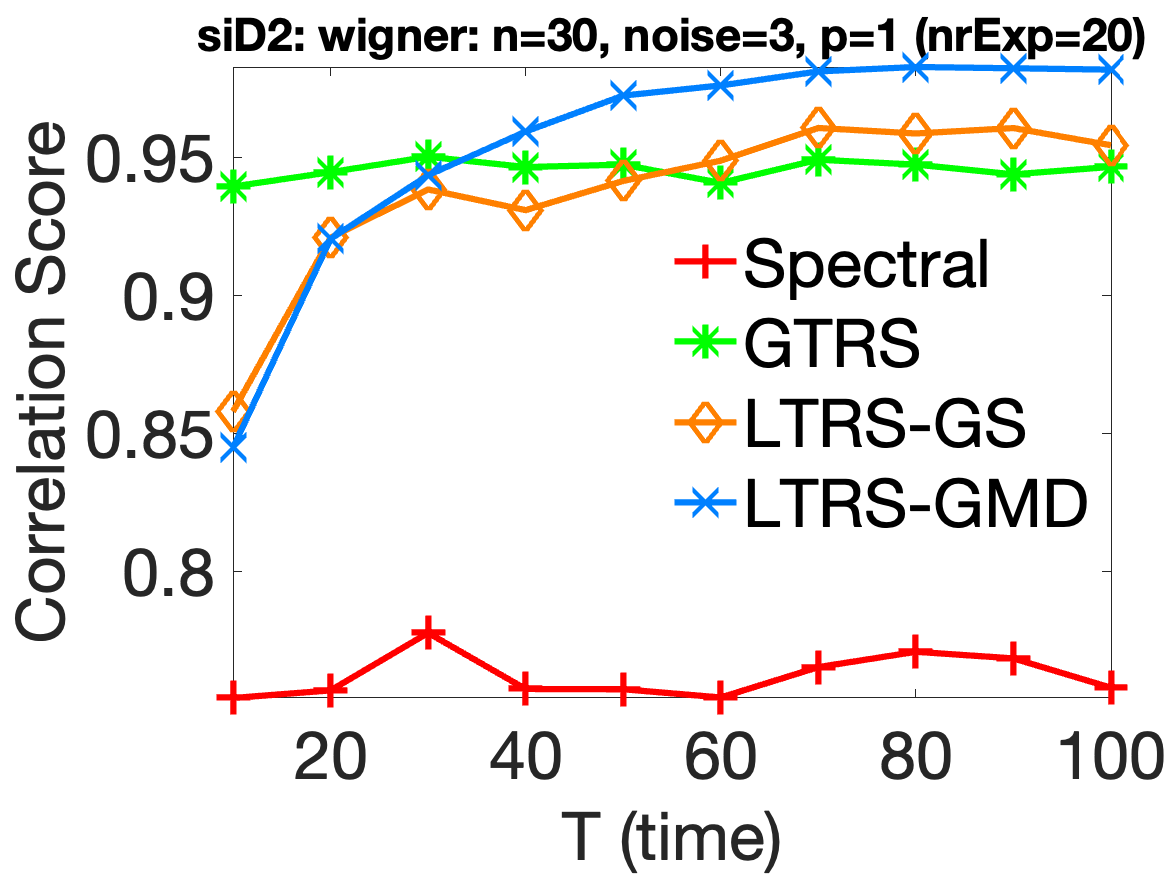 siD2: wigner: n=30, noise=3, p=1 (nrExp=20)
Correlation Score
0.95
0.9
0.85
0.8
Spectral
GTRS
LTRS-GS
LTRS-GMD
20 40 60 80 100
T (time)